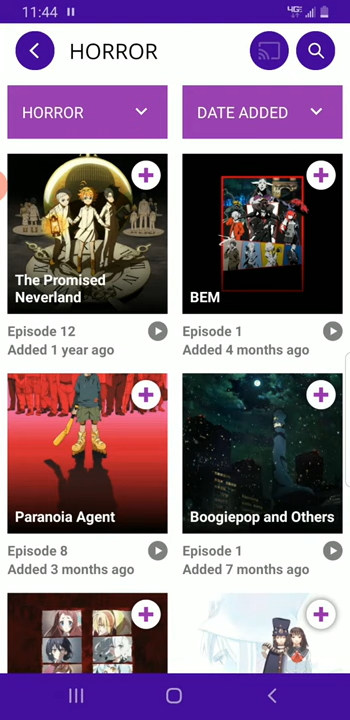 11:44
4GE
HORROR
HORROR
DATE ADDED
The Promised
Neverland
BEM
Episode 12
Added 1 year ago
Episode 1
Added 4 months ago
Paranoia Agent
Boogiepop and Others
Episode 8
Added 3 months ago
Episode 1
Added 7 months ago